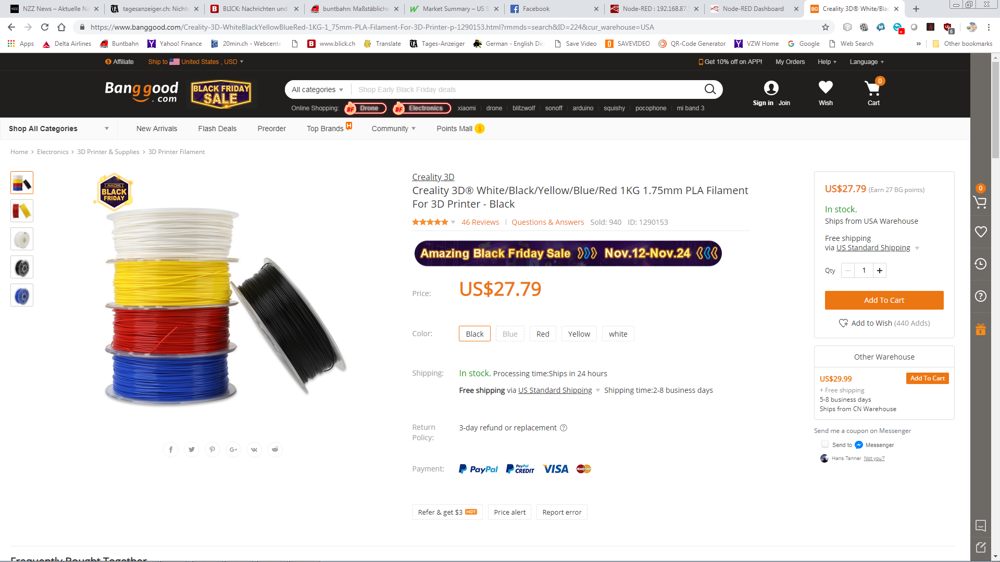 NZZ News – Aktuelle Na
tagesanzeiger.ch: Nichts
BLICK: Nachrichten und
buntbahn: Maßstäbliche
Market Summary – US S
Facebook
Node-RED : 192.168.87.
Node-RED Dashboard
Creality 3D® White/Blac
https://www.banggood.com/Creality-3D-WhiteBlackYellowBlueRed-1KG-1_75mm-PLA-Filament-For-3D-Printer-p-1290153.html?rmmds=search&ID=224&cur_warehouse=USA
Apps Delta Airlines Buntbahn Yahoo! Finance 20min.ch - Webcente www.blick.ch Translate Tages-Anzeiger German - English Dic Save Video SAVEVIDEO QR-Code Generator VZW Home Google Web Search » Other bookmarks
Affiliate Ship to United States , USD Get 10% off on APP! My Orders Help Language
Banggood.com
BLACK FRIDAY SALE
All categories Shop Early Black Friday deals
Sign in Join Wish 0 Cart
Online Shopping: BF Drone BF Electronics xiaomi drone blitzwolf sonoff arduino squishy pocophone mi band 3
Shop All Categories New Arrivals Flash Deals Preorder Top Brands H Community Points Mall $
Home > Electronics > 3D Printer & Supplies > 3D Printer Filament
AMAZING
BLACK
FRIDAY
Creality 3D
Creality 3D® White/Black/Yellow/Blue/Red 1KG 1.75mm PLA Filament
For 3D Printer - Black
46 Reviews Questions & Answers Sold: 940 ID: 1290153
Amazing Black Friday Sale Nov.12-Nov.24
Price: US$27.79
Color: Black Blue Red Yellow white
Shipping: In stock. Processing time:Ships in 24 hours
Free shipping via US Standard Shipping Shipping time:2-8 business days
Return
Policy:
3-day refund or replacement ?
Payment: PayPal PayPal CREDIT VISA MasterCard
Refer & get $3 HOT Price alert Report error
US$27.79 (Earn 27 BG points)
In stock.
Ships from USA Warehouse
Free shipping
via US Standard Shipping
Qty − 1 +
Add To Cart
Add to Wish (440 Adds)
Other Warehouse
US$29.99 Add To Cart
+ Free shipping
5-8 business days
Ships from CN Warehouse
Send me a coupon on Messenger
Send to Messenger
Hans Tanner Not you?
0
Frequently Bought Together